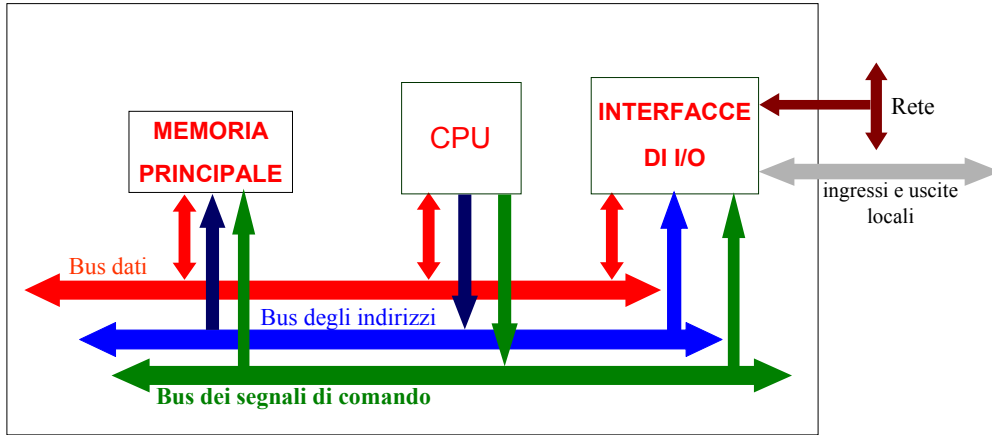 MEMORIA
PRINCIPALE
CPU
INTERFACCE
DI I/O
Rete
ingressi e uscite
locali
Bus dati
Bus degli indirizzi
Bus dei segnali di comando